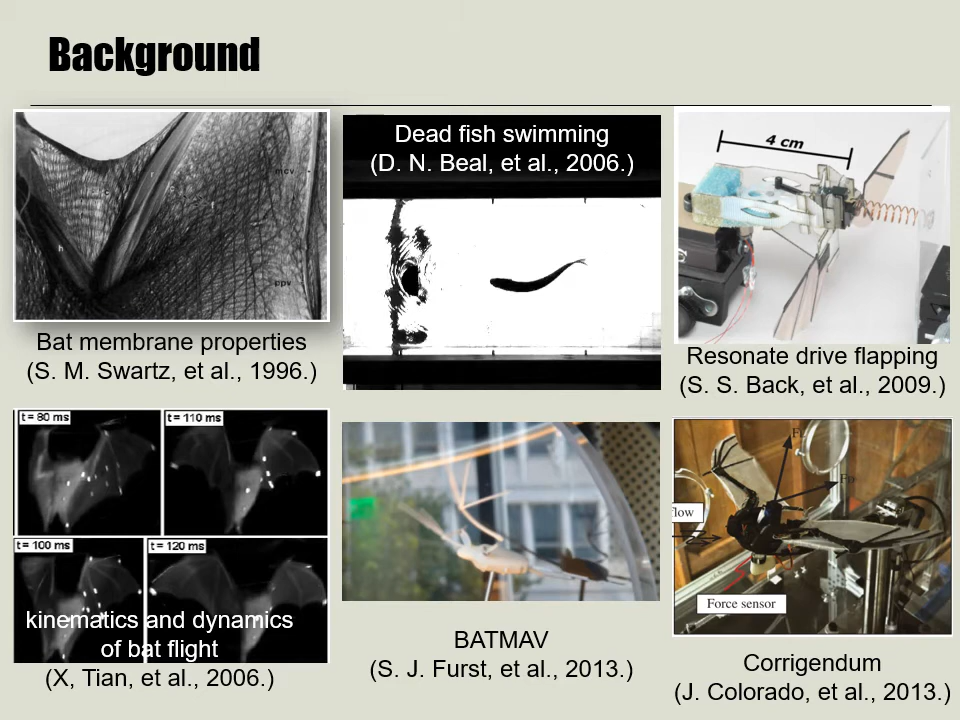 Background
mcv
ppv
h
Bat membrane properties
(S. M. Swartz, et al., 1996.)
Dead fish swimming
(D. N. Beal, et al., 2006.)
4 cm
Resonate drive flapping
(S. S. Back, et al., 2009.)
t = 80 ms
t = 110 ms
t = 100 ms
t = 120 ms
kinematics and dynamics
of bat flight
(X, Tian, et al., 2006.)
BATMAV
(S. J. Furst, et al., 2013.)
flow
Force sensor
Corrigendum
(J. Colorado, et al., 2013.)